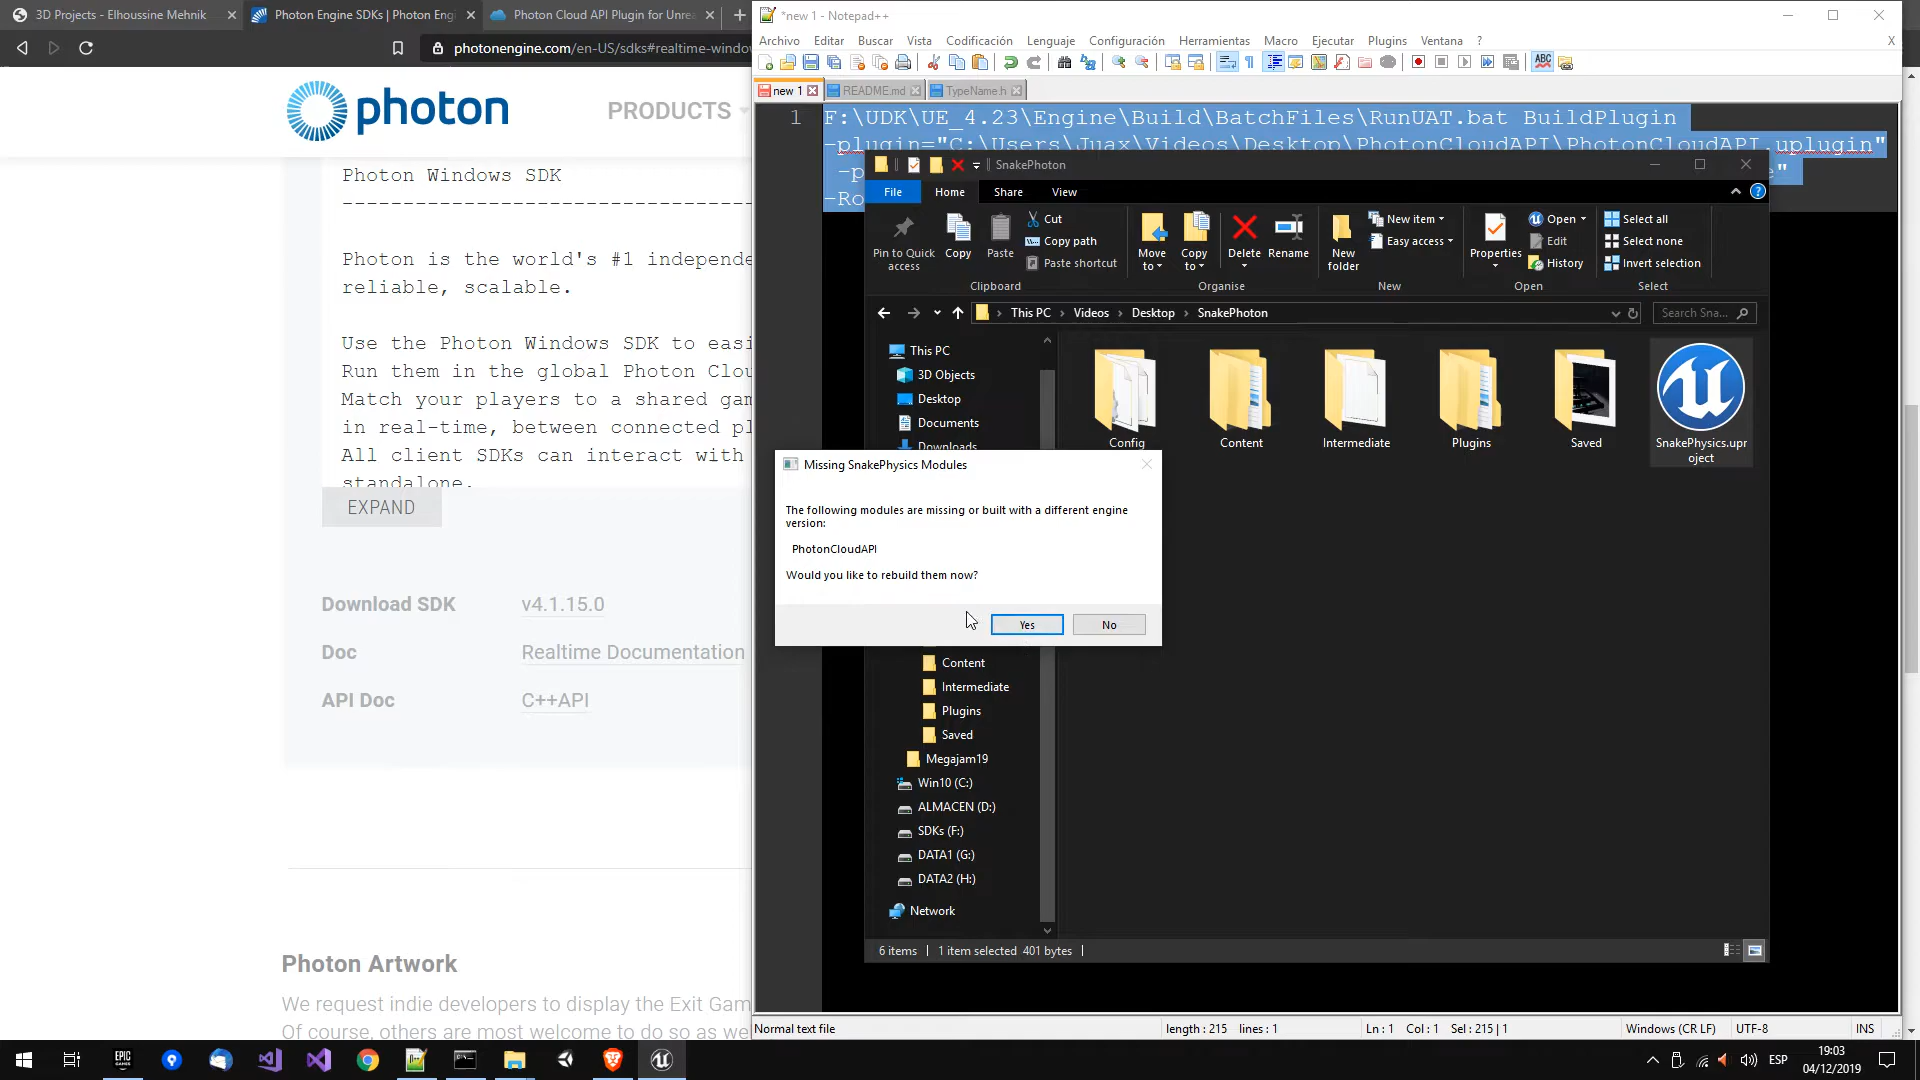 3D Projects - Elhoussine Mehnik
Photon Engine SDKs | Photon Engi
Photon Cloud API Plugin for Unrea
photonengine.com/en-US/sdks#realtime-windo
photon
PRODUCTS
Photon Windows SDK
Photon is the world's #1 independe
reliable, scalable.
Use the Photon Windows SDK to easi
Run them in the global Photon Clou
Match your players to a shared gam
in real-time, between connected pl
All client SDKs can interact with
standalone.
EXPAND
Download SDK v4.1.15.0
Doc Realtime Documentation
API Doc C++API
Photon Artwork
We request indie developers to display the Exit Gam
Of course, others are most welcome to do so as we
*new 1 - Notepad++
Archivo Editar Buscar Vista Codificación Lenguaje Configuración Herramientas Macro Ejecutar Plugins Ventana ? X
new 1 README.md TypeName.h
1 F:\UDK\UE_4.23\Engine\Build\BatchFiles\RunUAT.bat BuildPlugin
-plugin="C:\Users\Juax\Videos\Desktop\PhotonCloudAPI\PhotonCloudAPI.uplugin"
-p e"
-Ro
SnakePhoton
File Home Share View
Pin to Quick access
Copy
Paste
Cut
Copy path
Paste shortcut
Clipboard
Move to
Copy to
Delete
Rename
Organise
New folder
New item
Easy access
New
Properties
Open
Edit
History
Open
Select all
Select none
Invert selection
Select
This PC > Videos > Desktop > SnakePhoton
Search Sna...
This PC
3D Objects
Desktop
Documents
Downloads
Content
Intermediate
Plugins
Saved
Megajam19
Win10 (C:)
ALMACEN (D:)
SDKs (F:)
DATA1 (G:)
DATA2 (H:)
Network
Config
Content
Intermediate
Plugins
Saved
SnakePhysics.upr
oject
6 items 1 item selected 401 bytes
Missing SnakePhysics Modules
The following modules are missing or built with a different engine
version:
PhotonCloudAPI
Would you like to rebuild them now?
Yes No
Normal text file length : 215 lines : 1 Ln : 1 Col : 1 Sel : 215 | 1 Windows (CR LF) UTF-8 INS
EPIC GAMES
ESP
19:03
04/12/2019